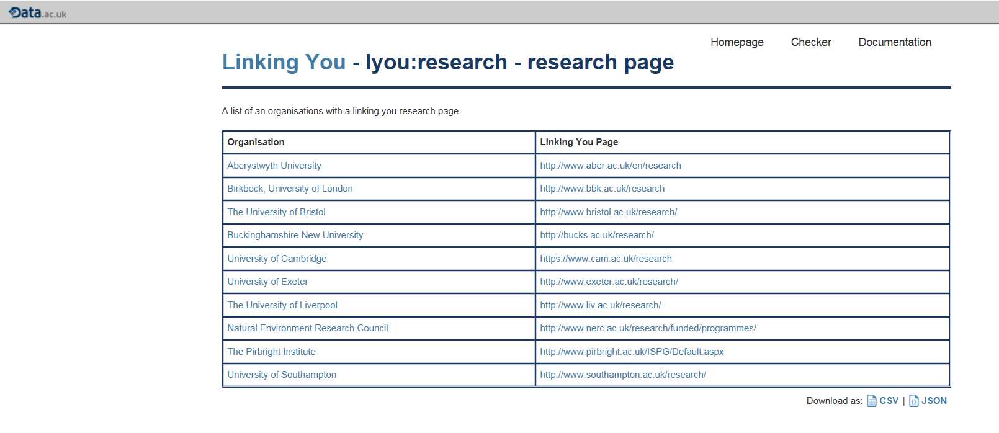 Data.ac.uk
Homepage Checker Documentation
Linking You - lyou:research - research page
A list of an organisations with a linking you research page
Organisation Linking You Page
Aberystwyth University http://www.aber.ac.uk/en/research
Birkbeck, University of London http://www.bbk.ac.uk/research
The University of Bristol http://www.bristol.ac.uk/research/
Buckinghamshire New University http://bucks.ac.uk/research/
University of Cambridge https://www.cam.ac.uk/research
University of Exeter http://www.exeter.ac.uk/research/
The University of Liverpool http://www.liv.ac.uk/research/
Natural Environment Research Council http://www.nerc.ac.uk/research/funded/programmes/
The Pirbright Institute http://www.pirbright.ac.uk/ISPG/Default.aspx
University of Southampton http://www.southampton.ac.uk/research/
Download as: CSV | JSON